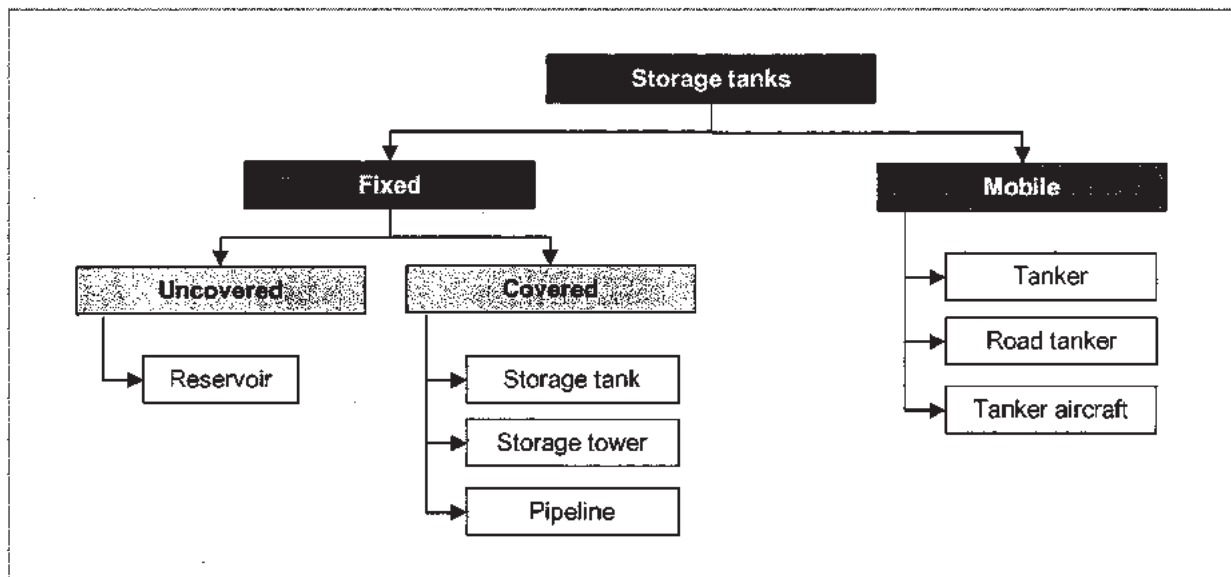 Storage tanks
Fixed
Mobile
Uncovered
Covered
Tanker
Road tanker
Tanker aircraft
Reservoir
Storage tank
Storage tower
Pipeline